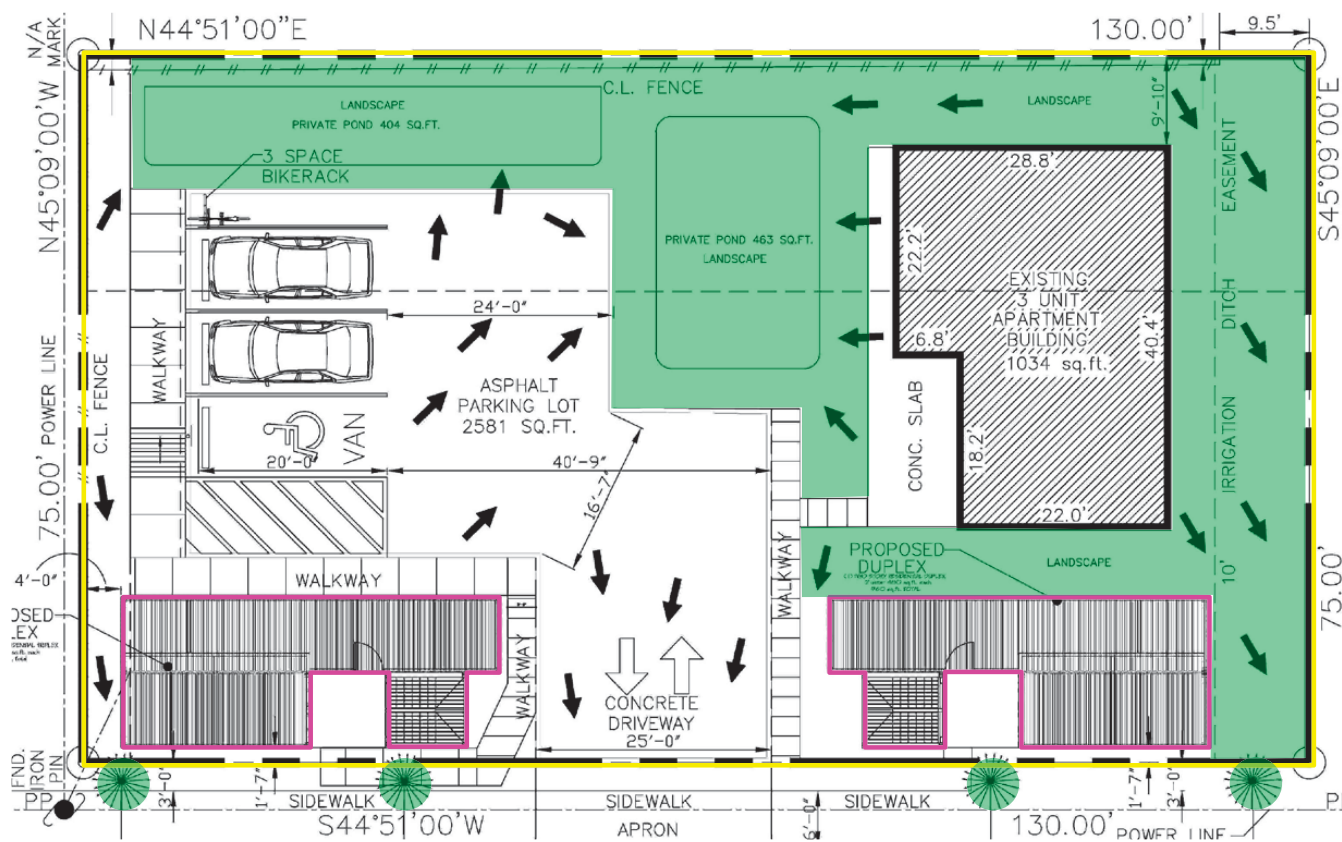 N44°51'00"E
130.00'
9.5'
N/A
MARK
N45°09'00"W
75.00' POWER LINE
C.L. FENCE
C.L. FENCE
LANDSCAPE
PRIVATE POND 404 SQ.FT.
LANDSCAPE
9'-10"
S45°09'00"E
75.00'
3 SPACE
BIKERACK
28.8'
22.2'
EXISTING
3 UNIT
APARTMENT
BUILDING
1034 sq.ft.
6.8'
40.4'
18.2'
22.0'
PRIVATE POND 463 SQ.FT.
LANDSCAPE
EASEMENT
DITCH
IRRIGATION
10'
WALKWAY
24'-0"
ASPHALT
PARKING LOT
2581 SQ.FT.
VAN
20'-0"
40'-9"
16'-7"
CONC. SLAB
WALKWAY
WALKWAY
WALKWAY
PROPOSED
DUPLEX
LANDSCAPE
4'-0"
OSED
LEX
CONCRETE
DRIVEWAY
25'-0"
FND.
IRON
PIN
PP
3'-0"
1'-7"
SIDEWALK
SIDEWALK
SIDEWALK
1'-7"
3'-0"
6'-0"
S44°51'00"W
APRON
130.00'
POWER LINE
P